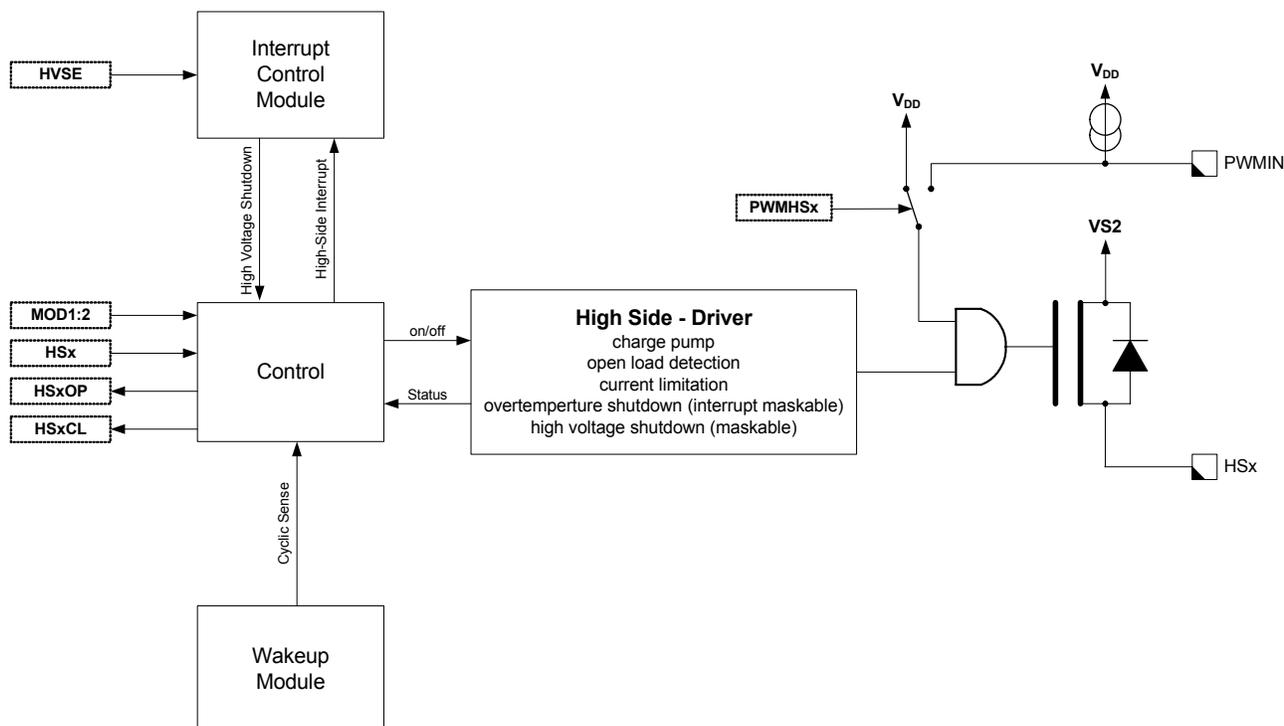 Interrupt
Control
Module
HVSE
High Voltage Shutdown
High-Side Interrupt
VDD
VDD
PWMIN
PWMHSx
VS2
MOD1:2
HSx
HSxOP
HSxCL
Control
on/off
Status
High Side - Driver
charge pump
open load detection
current limitation
overtemperture shutdown (interrupt maskable)
high voltage shutdown (maskable)
HSx
Cyclic Sense
Wakeup
Module